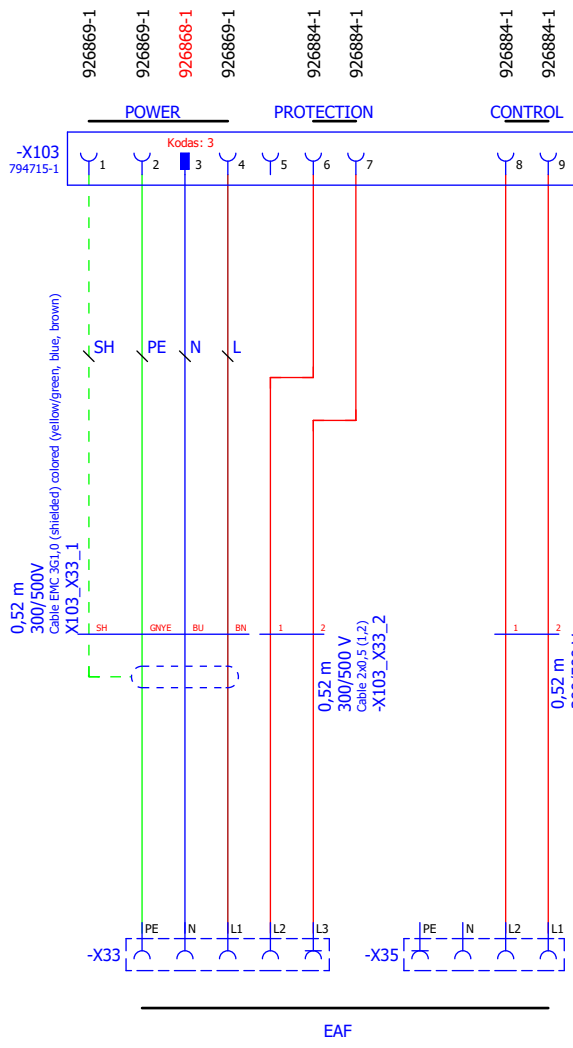 926869-1
926869-1
926868-1
926869-1
926884-1
926884-1
926884-1
926884-1
POWER
PROTECTION
CONTROL
-X103
794715-1
Kodas: 3
1
2
3
4
5
6
7
8
9
SH
PE
N
L
0,52 m
300/500V
Cable EMC 3G1,0 (shielded) colored (yellow/green, blue, brown)
X103_X33_1
SH
GNYE
BU
BN
1
2
1
2
0,52 m
300/500 V
Cable 2x0,5 (1,2)
-X103_X33_2
0,52 m
-X33
PE
N
L1
L2
L3
-X35
PE
N
L2
L1
EAF